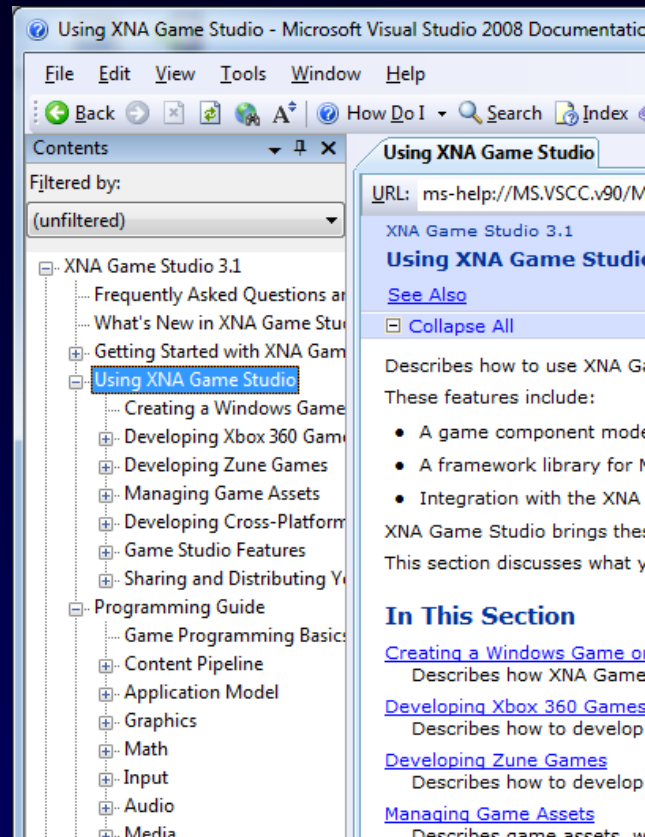 Using XNA Game Studio - Microsoft Visual Studio 2008 Documentatio
File Edit View Tools Window Help
Back How Do I Search Index
Contents
Filtered by:
(unfiltered)
XNA Game Studio 3.1
Frequently Asked Questions ar
What's New in XNA Game Stu
Getting Started with XNA Gam
Using XNA Game Studio
Creating a Windows Game
Developing Xbox 360 Game
Developing Zune Games
Managing Game Assets
Developing Cross-Platform
Game Studio Features
Sharing and Distributing Yo
Programming Guide
Game Programming Basics
Content Pipeline
Application Model
Graphics
Math
Input
Audio
Media
Using XNA Game Studio
URL: ms-help://MS.VSCC.v90/M
XNA Game Studio 3.1
Using XNA Game Studio
See Also
Collapse All
Describes how to use XNA Ga
These features include:
• A game component mode
• A framework library for M
• Integration with the XNA
XNA Game Studio brings thes
This section discusses what y
In This Section
Creating a Windows Game or
Describes how XNA Game
Developing Xbox 360 Games
Describes how to develop
Developing Zune Games
Describes how to develop
Managing Game Assets
Describes game assets, w